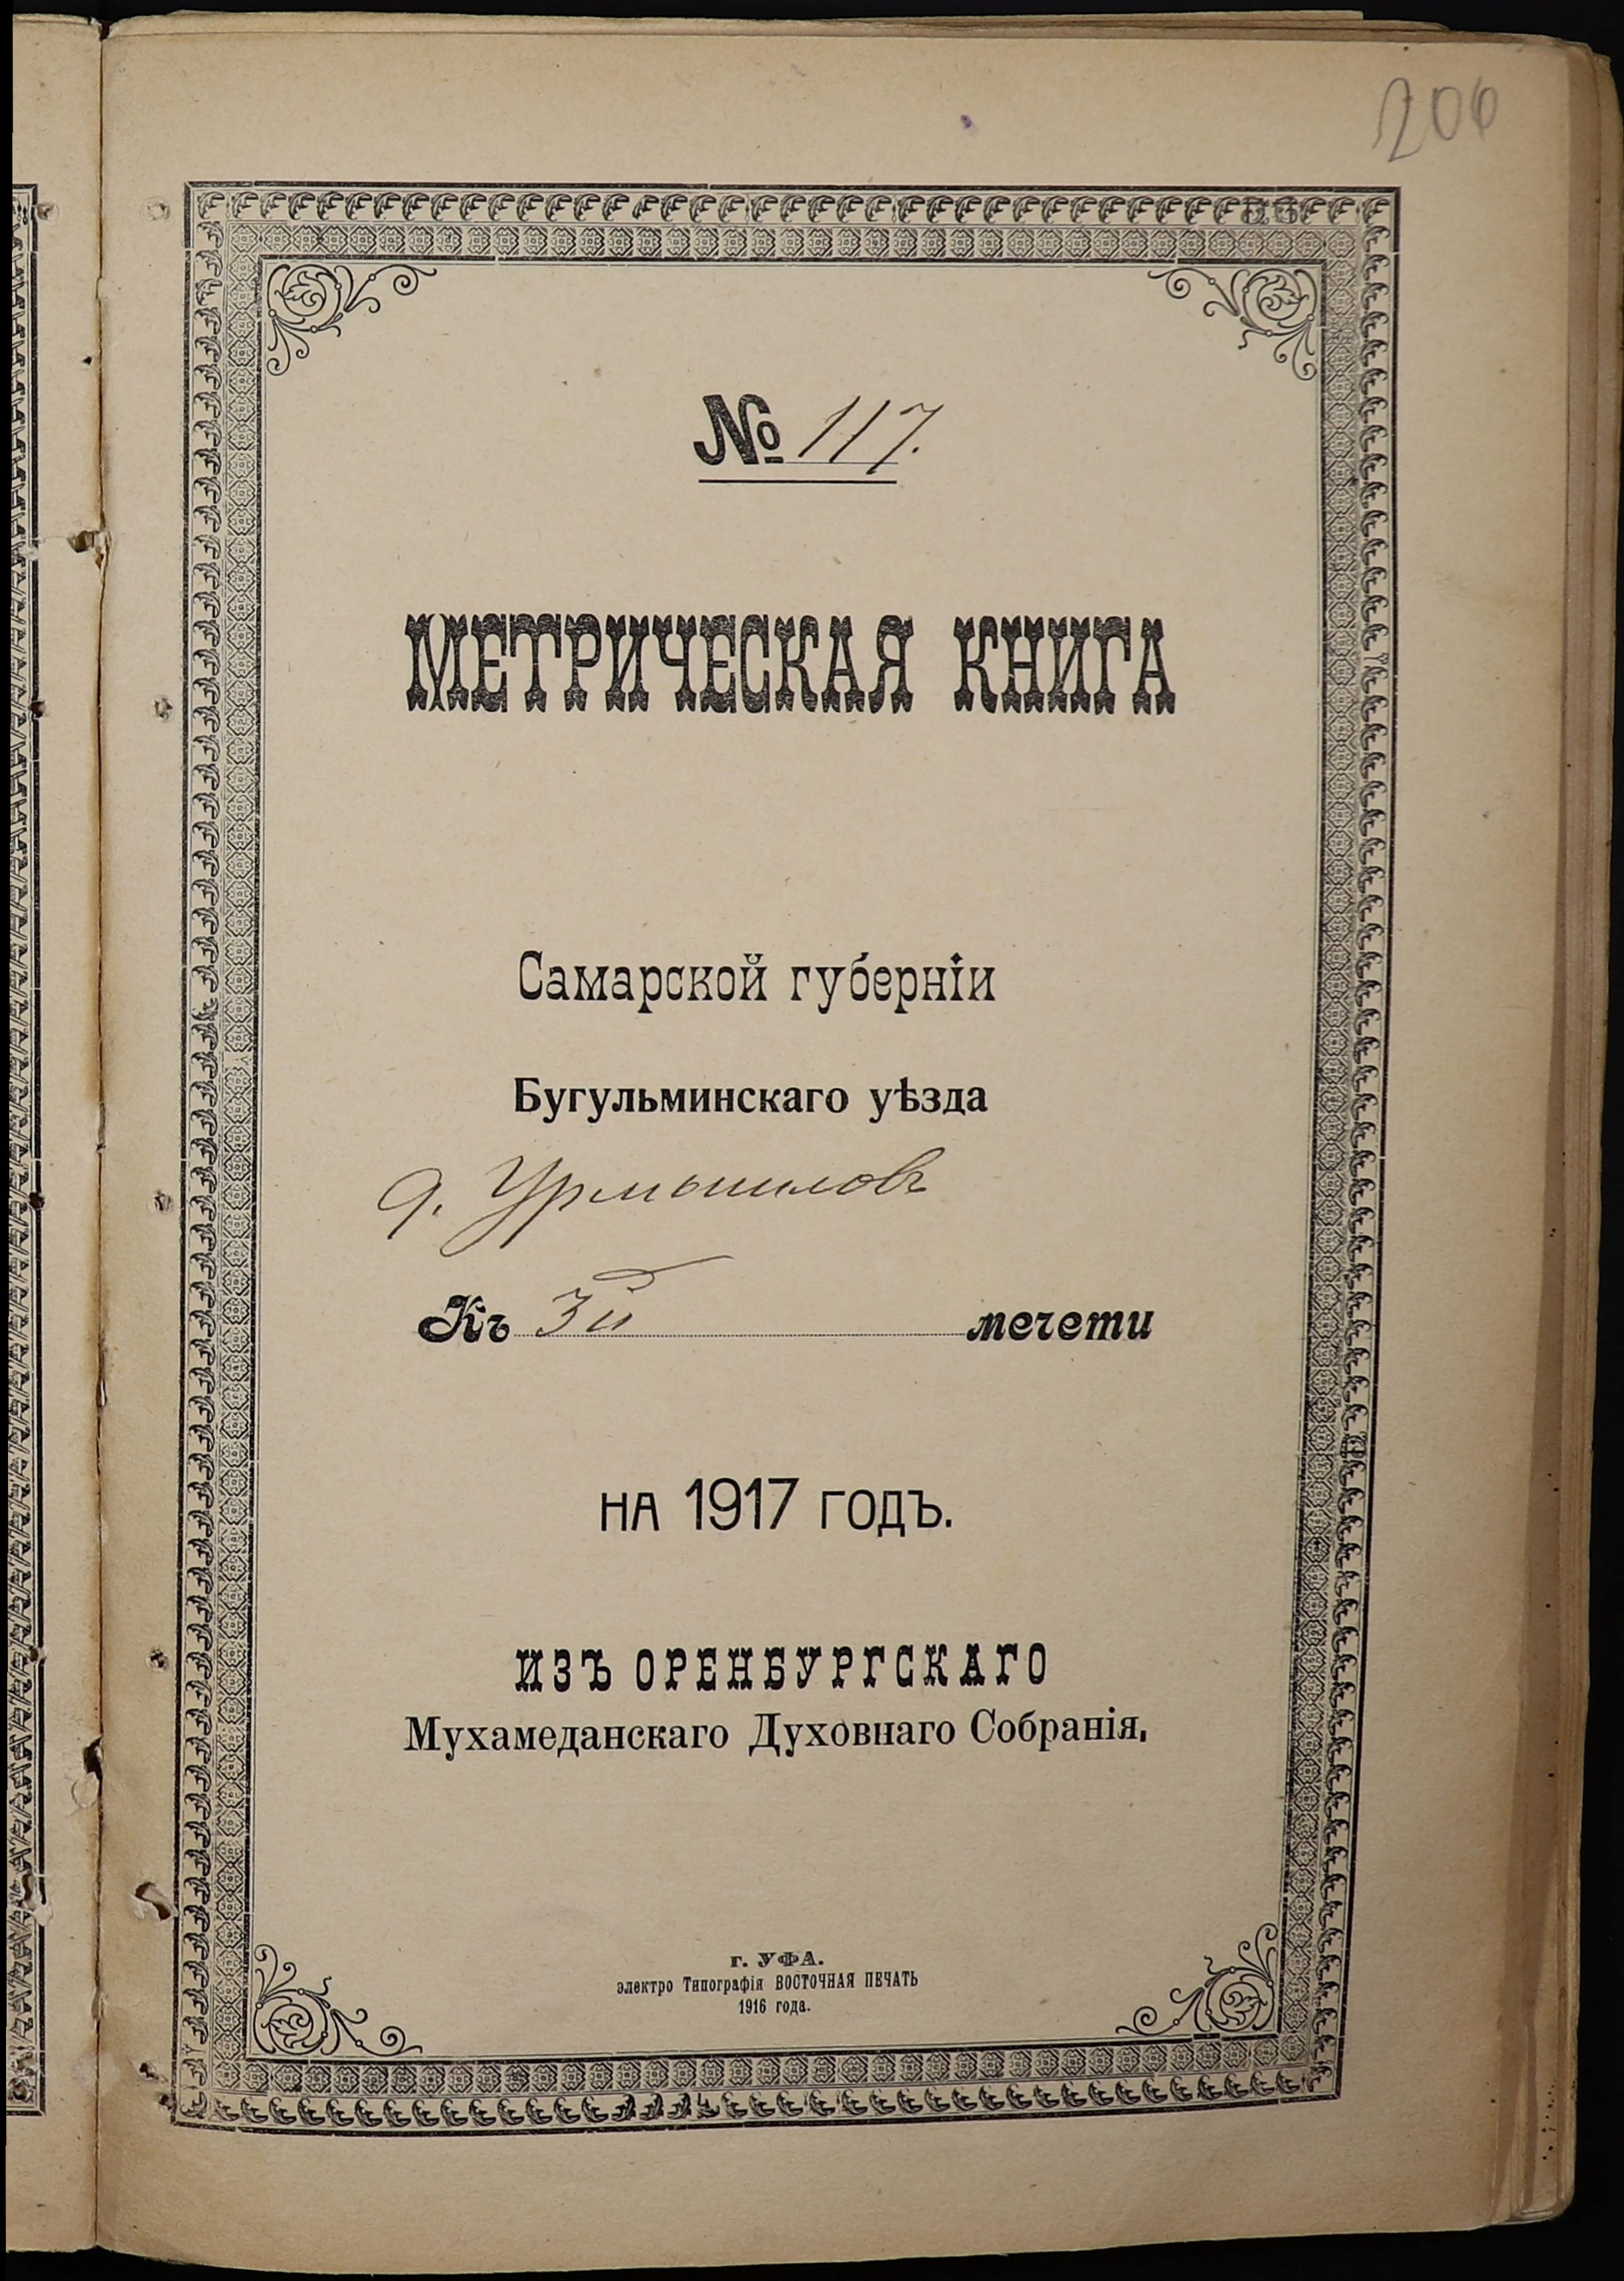 206
№ 117.
МЕТРИЧЕСКАЯ КНИГА
Самарской губернiи
Бугульминскаго уѣзда
д. Урмышловъ
Къ 3й мечети
на 1917 годъ.
ИЗЪ ОРЕНБУРГСКАГО
Мухамеданскаго Духовнаго Собранiя,
г. УФА.
электро Типографiя ВОСТОЧНАЯ ПЕЧАТЬ
1916 года.